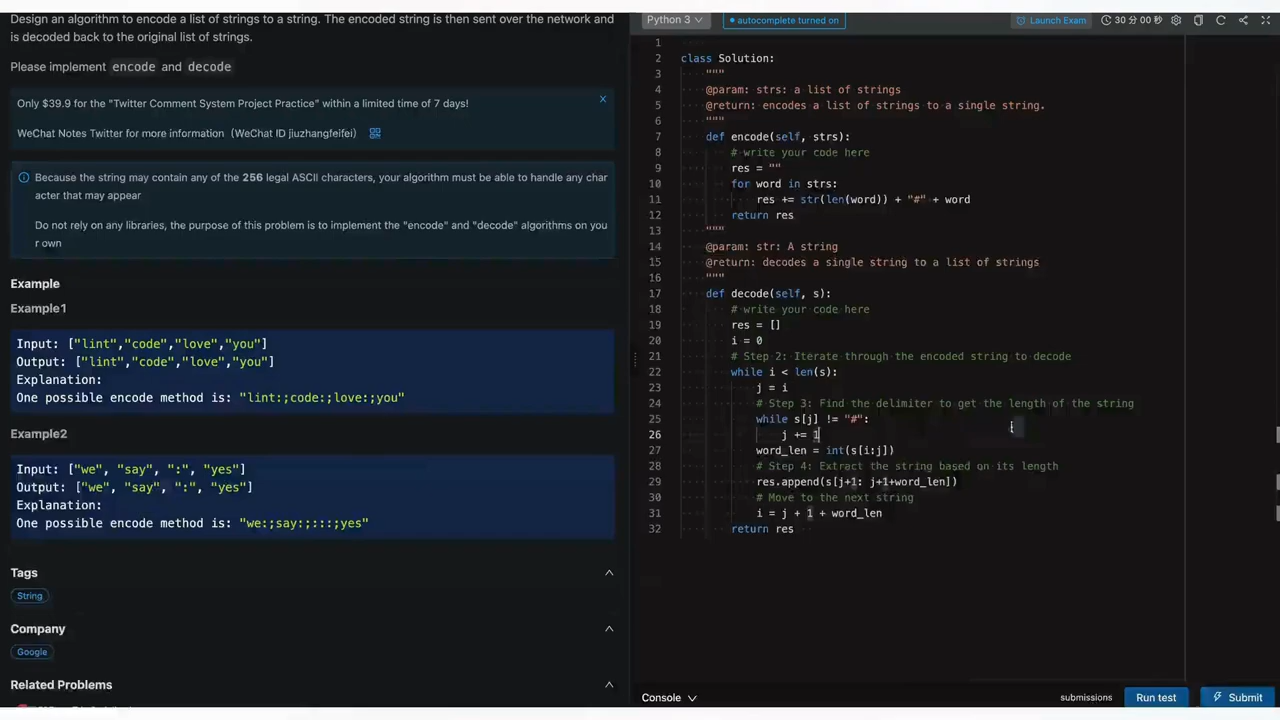 Design an algorithm to encode a list of strings to a string. The encoded string is then sent over the network and
is decoded back to the original list of strings.
Please implement encode and decode
Only $39.9 for the "Twitter Comment System Project Practice" within a limited time of 7 days!
WeChat Notes Twitter for more information (WeChat ID jiuzhangfeifei)
Because the string may contain any of the 256 legal ASCII characters, your algorithm must be able to handle any char
acter that may appear
Do not rely on any libraries, the purpose of this problem is to implement the "encode" and "decode" algorithms on you
r own
Example
Example1
Input: ["lint","code","love","you"]
Output: ["lint","code","love","you"]
Explanation:
One possible encode method is: "lint:;code:;love:;you"
Example2
Input: ["we", "say", ":", "yes"]
Output: ["we", "say", ":", "yes"]
Explanation:
One possible encode method is: "we:;say:;:::;yes"
Tags
String
Company
Google
Related Problems
Python 3
autocomplete turned on
Launch Exam
30 分 00 秒
1
2 class Solution:
3 """
4 @param: strs: a list of strings
5 @return: encodes a list of strings to a single string.
6 """
7 def encode(self, strs):
8 # write your code here
9 res = ""
10 for word in strs:
11 res += str(len(word)) + "#" + word
12 return res
13 """
14 @param: str: A string
15 @return: decodes a single string to a list of strings
16 """
17 def decode(self, s):
18 # write your code here
19 res = []
20 i = 0
21 # Step 2: Iterate through the encoded string to decode
22 while i < len(s):
23 j = i
24 # Step 3: Find the delimiter to get the length of the string
25 while s[j] != "#":
26 j += 1
27 word_len = int(s[i:j])
28 # Step 4: Extract the string based on its length
29 res.append(s[j+1: j+1+word_len])
30 # Move to the next string
31 i = j + 1 + word_len
32 return res
Console
submissions
Run test
Submit